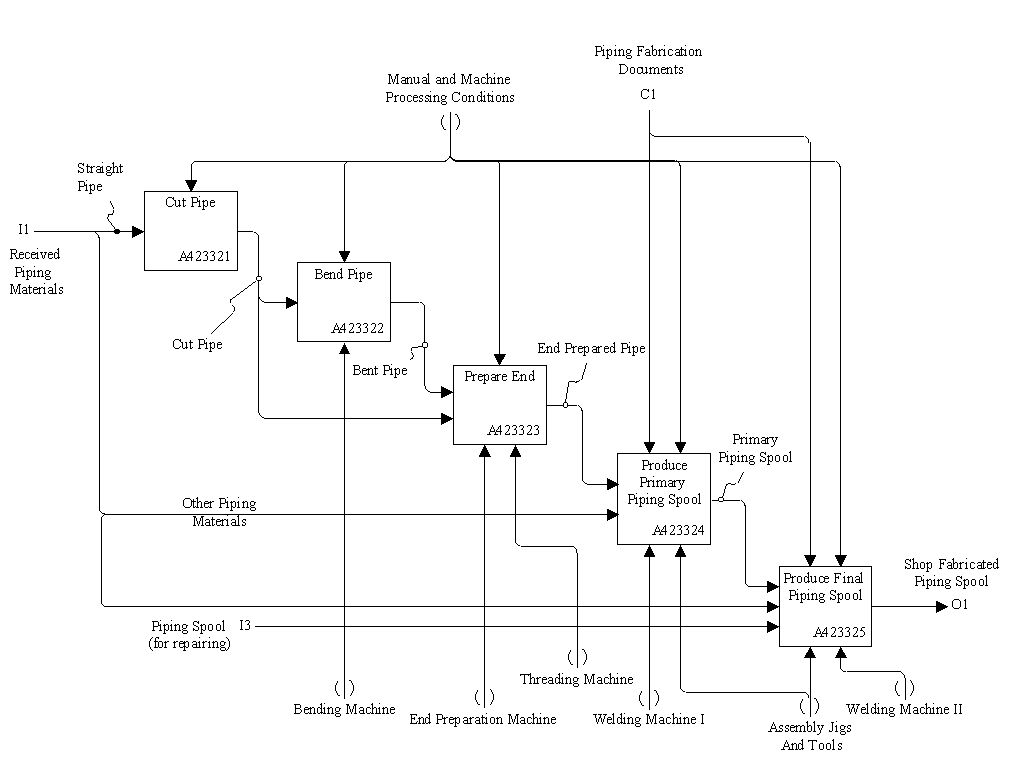 Piping Fabrication
Documents
C1
Manual and Machine
Processing Conditions
( )
Straight
Pipe
I1
Received
Piping
Materials
Cut Pipe
A423321
Cut Pipe
Bend Pipe
A423322
Bent Pipe
Prepare End
A423323
End Prepared Pipe
Produce
Primary
Piping Spool
A423324
Primary
Piping Spool
Other Piping
Materials
Produce Final
Piping Spool
A423325
Shop Fabricated
Piping Spool
O1
Piping Spool I3
(for repairing)
( )
Bending Machine
( )
End Preparation Machine
( )
Threading Machine
( )
Welding Machine I
( )
Assembly Jigs
And Tools
( )
Welding Machine II